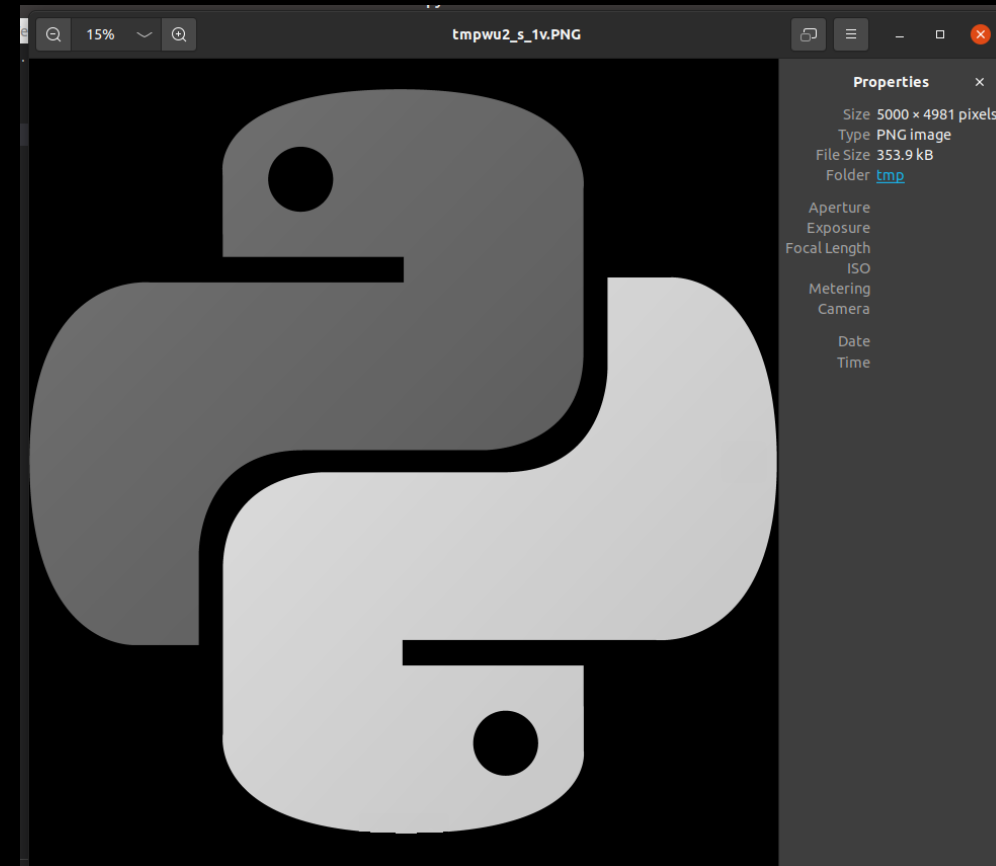 15%
tmpwu2_s_1v.PNG
Properties
Size 5000 × 4981 pixels
Type PNG image
File Size 353.9 kB
Folder tmp
Aperture
Exposure
Focal Length
ISO
Metering
Camera
Date
Time